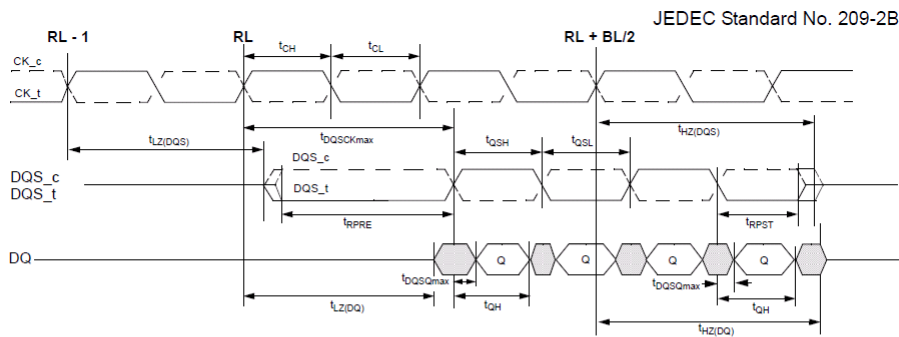 JEDEC Standard No. 209-2B
RL - 1 RL RL + BL/2
tCH tCL
CK_c
CK_t
tLZ(DQS) tDQSCKmax tQSH tQSL tHZ(DQS)
DQS_c
DQS_c
DQS_t
DQS_t
tRPRE tRPST
DQ Q Q Q Q
tDQSQmax tDQSQmax
tLZ(DQ) tQH tQH
tHZ(DQ)